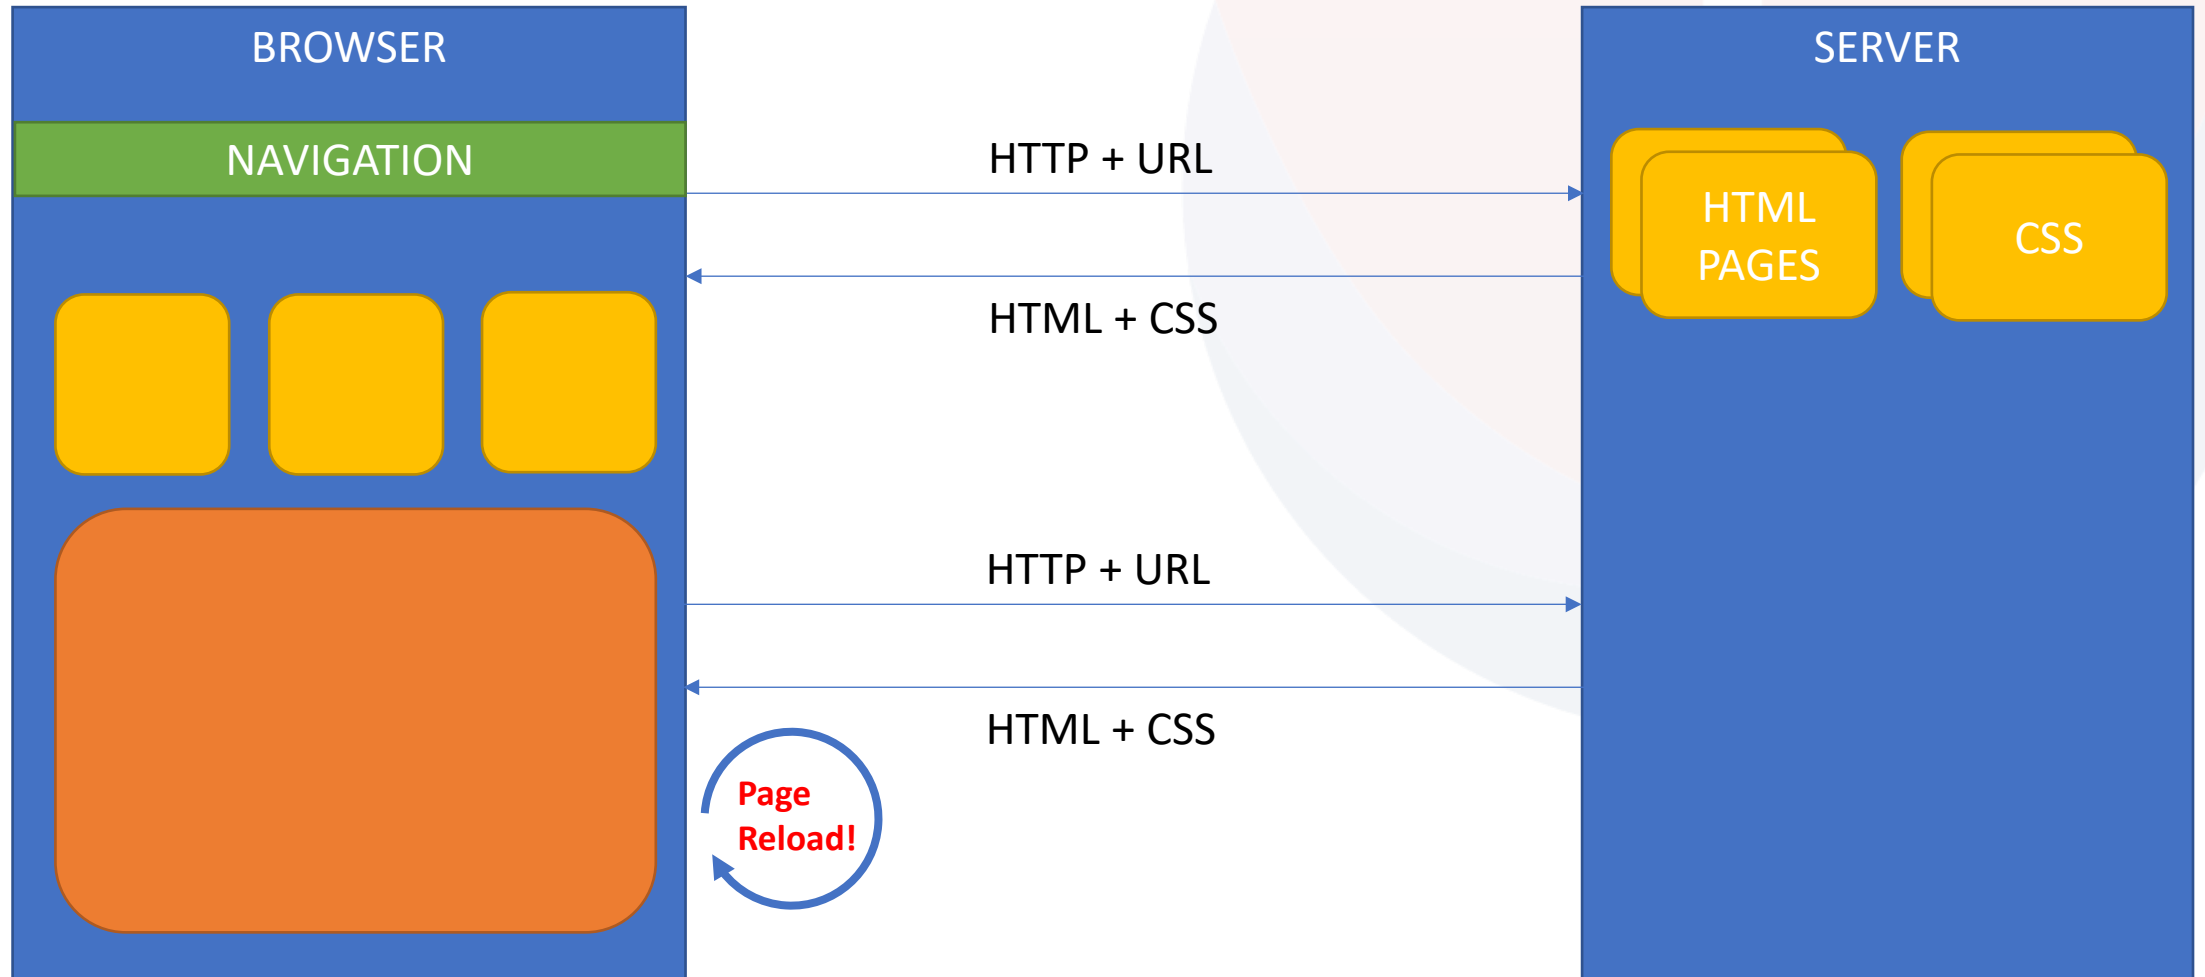 BROWSER
SERVER
NAVIGATION
HTTP + URL
HTML
PAGES
CSS
HTML + CSS
HTTP + URL
HTML + CSS
Page
Reload!